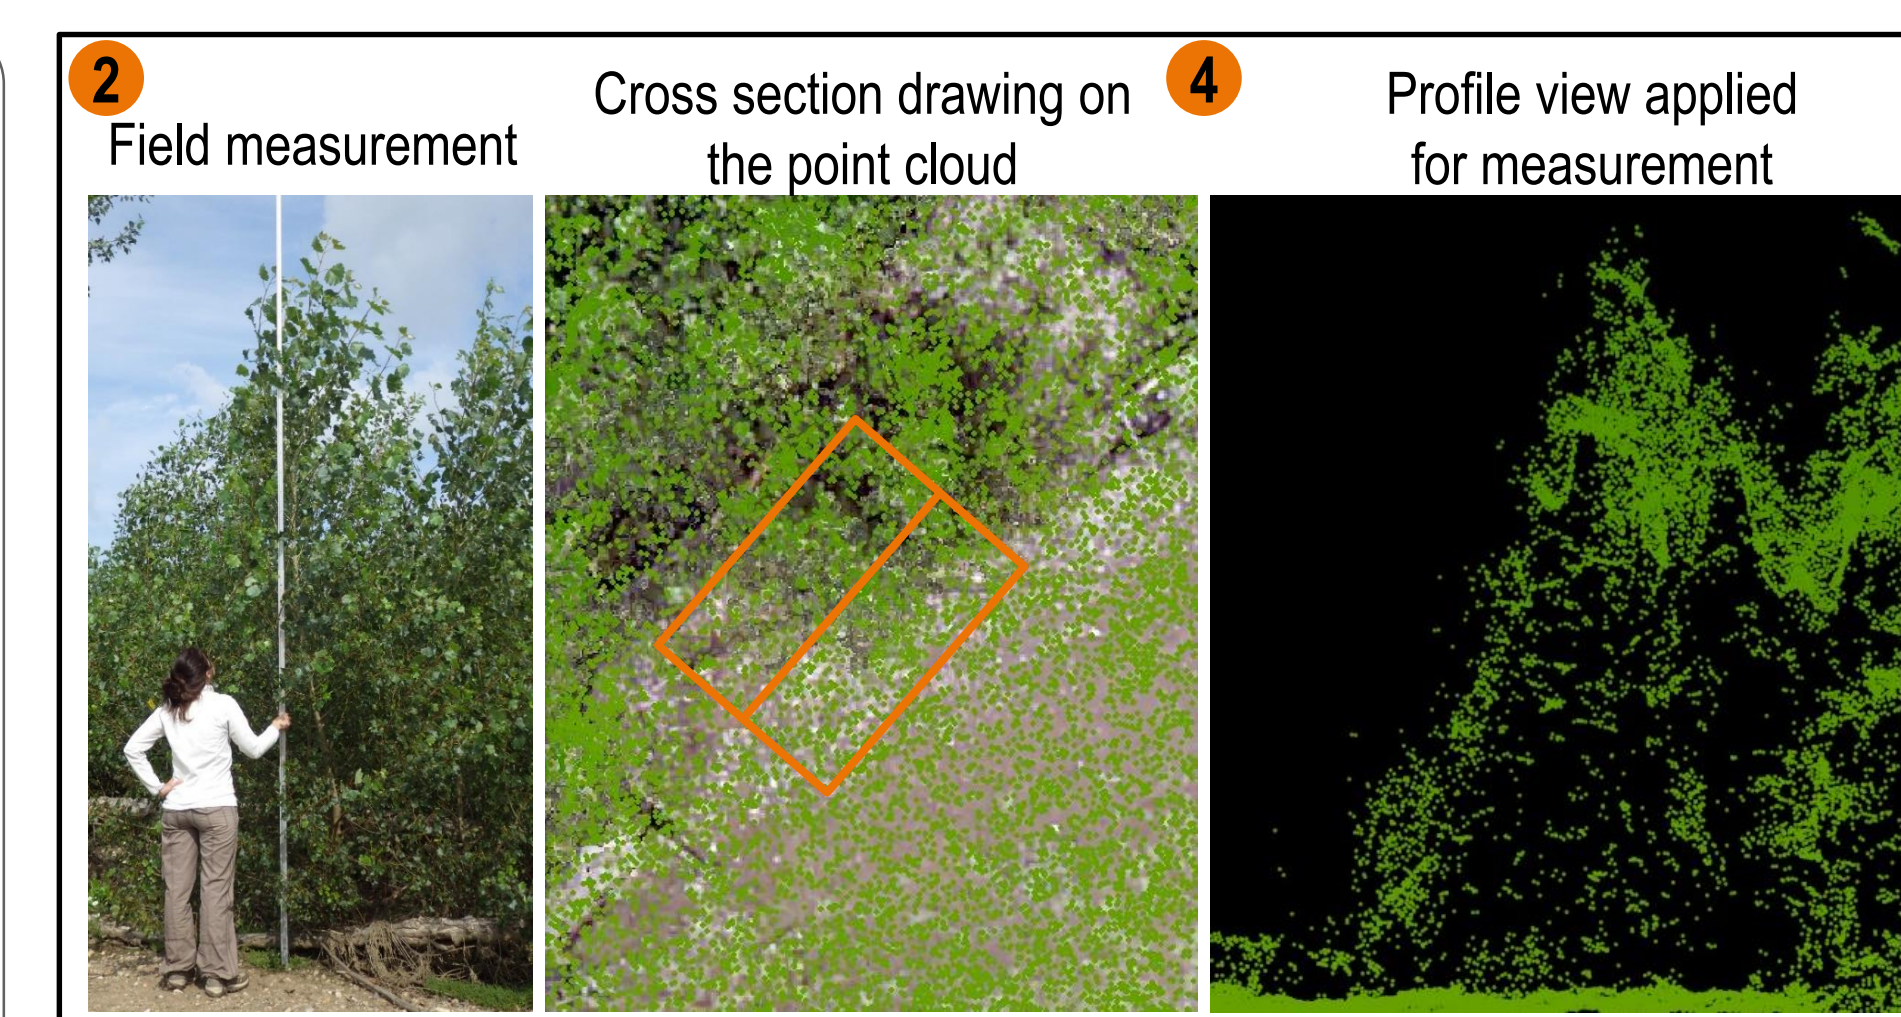 2
Field measurement
Cross section drawing on
the point cloud
4
Profile view applied
for measurement